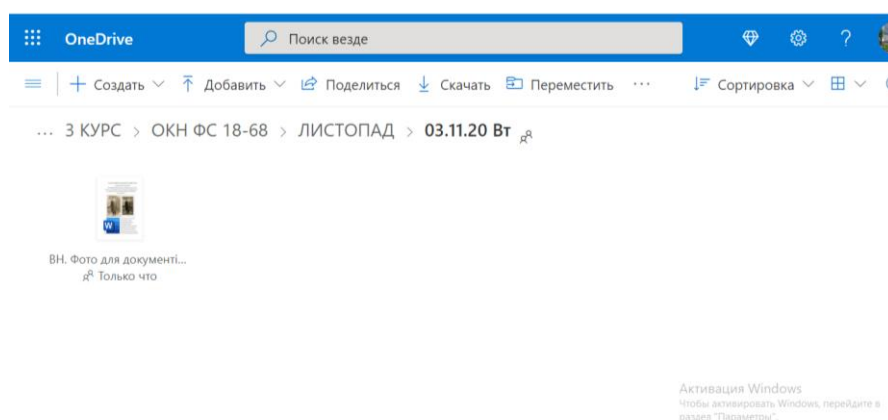 OneDrive
Поиск везде
?
Создать
Добавить
Поделиться
Скачать
Переместить
...
Сортировка
... 3 КУРС > ОКН ФС 18-68 > ЛИСТОПАД > 03.11.20 Вт
W
ВН. Фото для документі...
Только что
Активация Windows
Чтобы активировать Windows, перейдите в
раздел "Параметры".